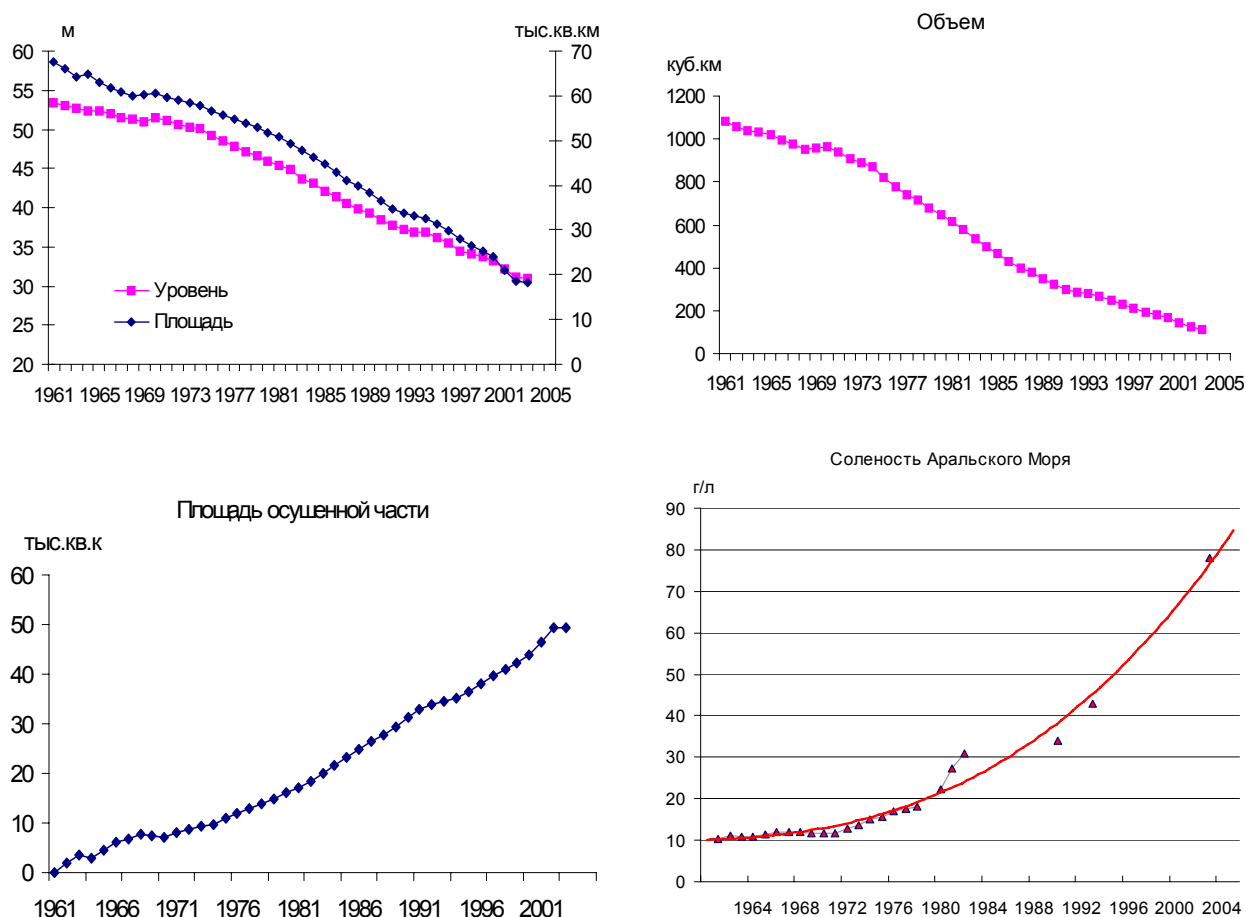 м
тыс.кв.км
60
55
50
45
40
35
30
25
20
70
60
50
40
30
20
10
0
Уровень
Площадь
1961 1965 1969 1973 1977 1981 1985 1989 1993 1997 2001 2005
Объем
куб.км
1200
1000
800
600
400
200
0
1961 1965 1969 1973 1977 1981 1985 1989 1993 1997 2001 2005
Площадь осушенной части
тыс.кв.к
60
50
40
30
20
10
0
1961 1966 1971 1976 1981 1986 1991 1996 2001
Соленость Аральского Моря
г/л
90
80
70
60
50
40
30
20
10
0
1964 1968 1972 1976 1980 1984 1988 1992 1996 2000 2004